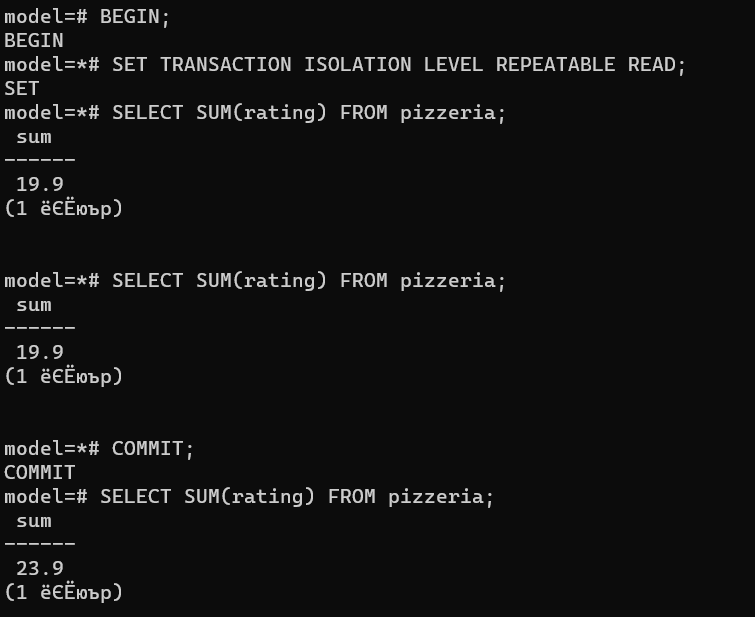 model=# BEGIN;
BEGIN
model=*# SET TRANSACTION ISOLATION LEVEL REPEATABLE READ;
SET
model=*# SELECT SUM(rating) FROM pizzeria;
sum
------
19.9
(1 ёЄЁюър)
model=*# SELECT SUM(rating) FROM pizzeria;
sum
------
19.9
(1 ёЄЁюър)
model=*# COMMIT;
COMMIT
model=# SELECT SUM(rating) FROM pizzeria;
sum
------
23.9
(1 ёЄЁюър)